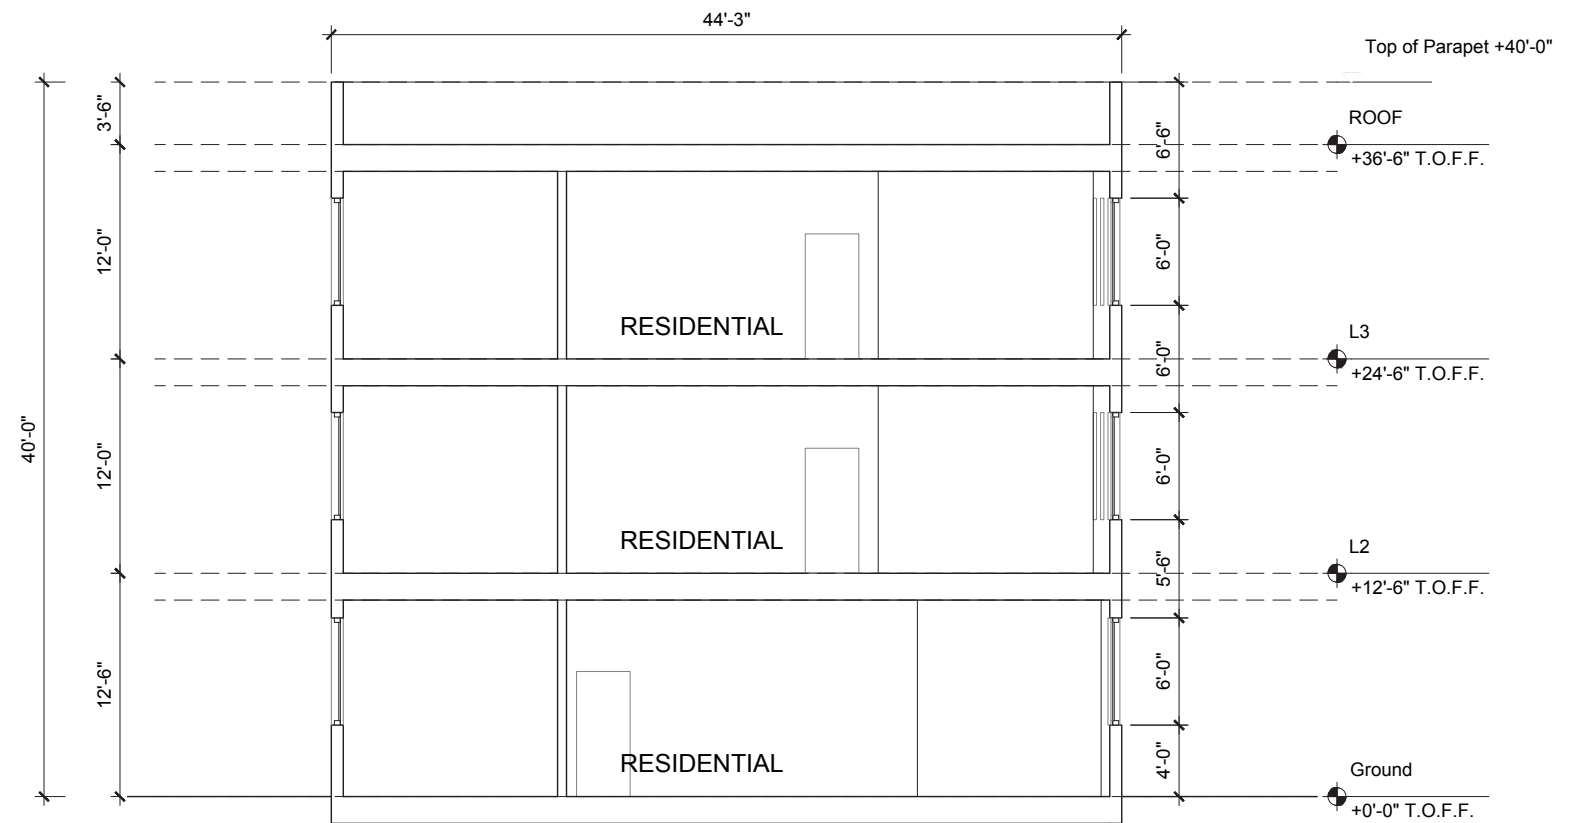 44'-3"
Top of Parapet +40'-0"
3'-6"
6'-6"
ROOF
+36'-6" T.O.F.F.
12'-0"
6'-0"
RESIDENTIAL
L3
6'-0"
+24'-6" T.O.F.F.
40'-0"
12'-0"
6'-0"
RESIDENTIAL
L2
5'-6"
+12'-6" T.O.F.F.
12'-6"
6'-0"
RESIDENTIAL
4'-0"
Ground
+0'-0" T.O.F.F.